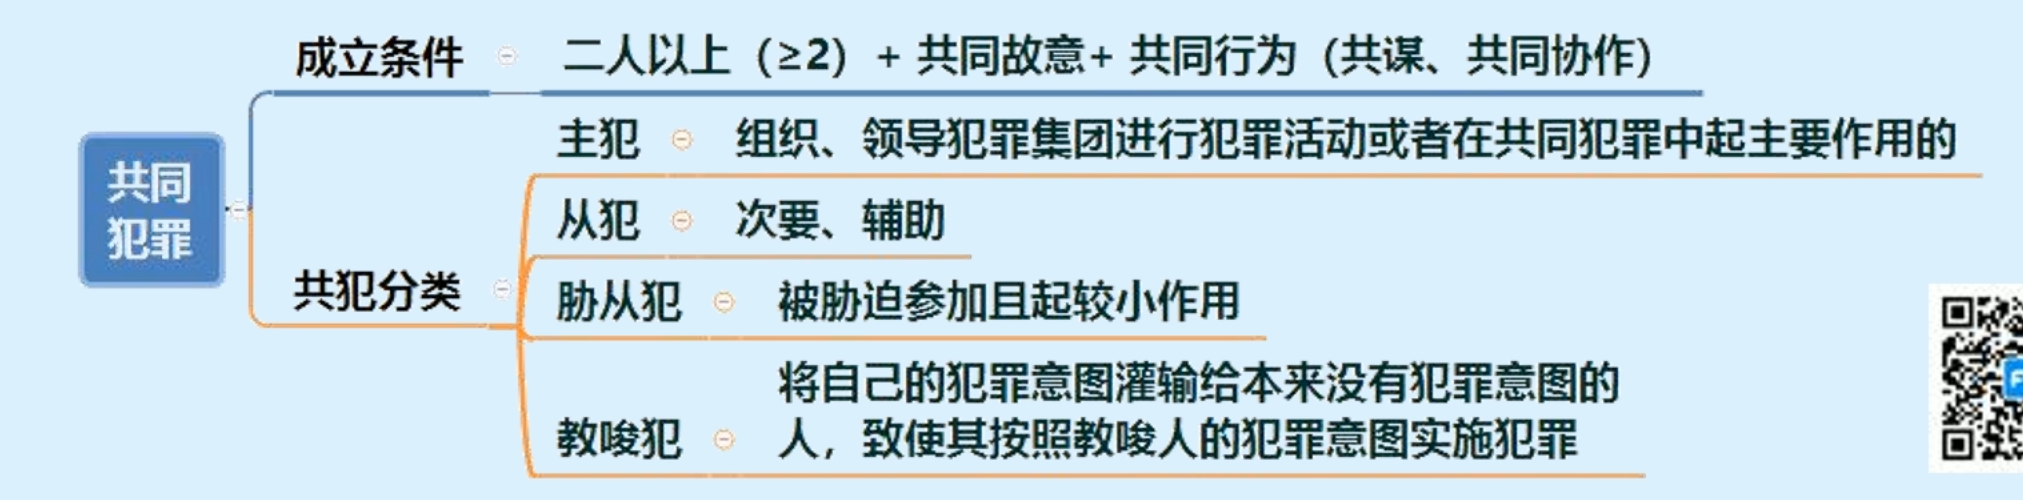 成立条件 二人以上（≥2）+ 共同故意+ 共同行为（共谋、共同协作）
主犯 组织、领导犯罪集团进行犯罪活动或者在共同犯罪中起主要作用的
共同
犯罪
从犯 次要、辅助
共犯分类
胁从犯 被胁迫参加且起较小作用
将自己的犯罪意图灌输给本来没有犯罪意图的
教唆犯 人，致使其按照教唆人的犯罪意图实施犯罪